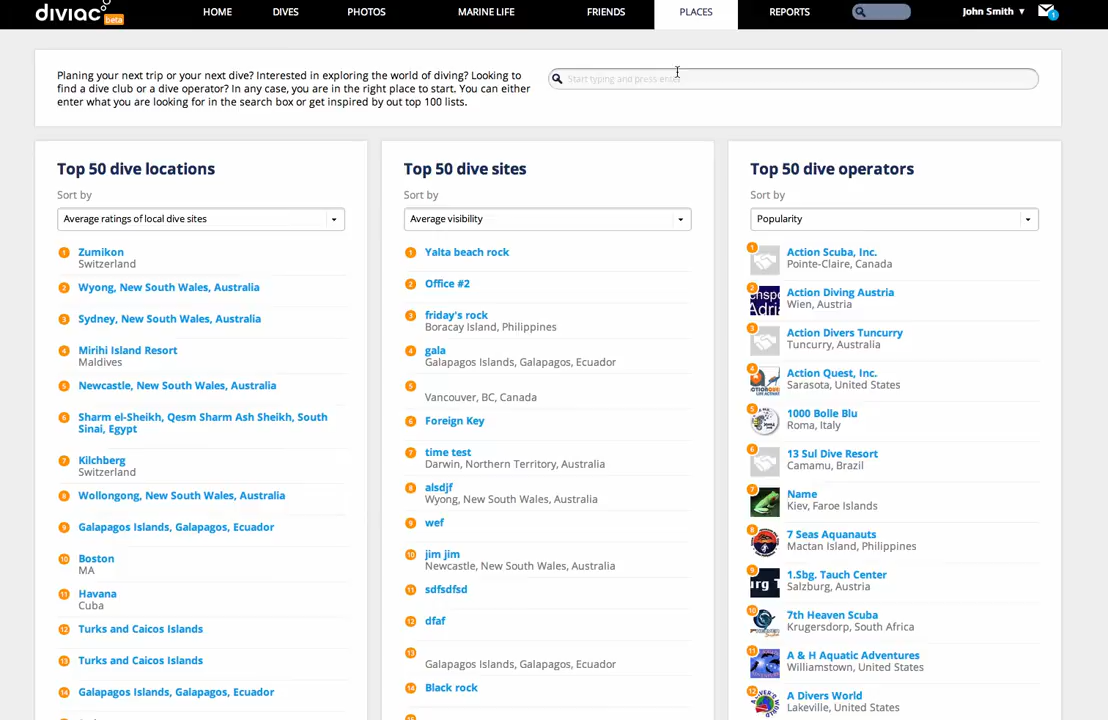 diviac
beta
HOME DIVES PHOTOS MARINE LIFE FRIENDS PLACES REPORTS John Smith ▼ 1
Planing your next trip or your next dive? Interested in exploring the world of diving? Looking to
find a dive club or a dive operator? In any case, you are in the right place to start. You can either
enter what you are looking for in the search box or get inspired by out top 100 lists.
Start typing and press enter
Top 50 dive locations
Sort by
Average ratings of local dive sites
1 Zumikon
Switzerland
2 Wyong, New South Wales, Australia
3 Sydney, New South Wales, Australia
4 Mirihi Island Resort
Maldives
5 Newcastle, New South Wales, Australia
6 Sharm el-Sheikh, Qesm Sharm Ash Sheikh, South
Sinai, Egypt
7 Kilchberg
Switzerland
8 Wollongong, New South Wales, Australia
9 Galapagos Islands, Galapagos, Ecuador
10 Boston
MA
11 Havana
Cuba
12 Turks and Caicos Islands
13 Turks and Caicos Islands
14 Galapagos Islands, Galapagos, Ecuador
Top 50 dive sites
Sort by
Average visibility
1 Yalta beach rock
2 Office #2
3 friday's rock
Boracay Island, Philippines
4 gala
Galapagos Islands, Galapagos, Ecuador
5
Vancouver, BC, Canada
6 Foreign Key
7 time test
Darwin, Northern Territory, Australia
8 alsdjf
Wyong, New South Wales, Australia
9 wef
10 jim jim
Newcastle, New South Wales, Australia
11 sdfsdfsd
12 dfaf
13
Galapagos Islands, Galapagos, Ecuador
14 Black rock
Top 50 dive operators
Sort by
Popularity
1 Action Scuba, Inc.
Pointe-Claire, Canada
2 Action Diving Austria
Wien, Austria
3 Action Divers Tuncurry
Tuncurry, Australia
4 Action Quest, Inc.
Sarasota, United States
5 1000 Bolle Blu
Roma, Italy
6 13 Sul Dive Resort
Camamu, Brazil
7 Name
Kiev, Faroe Islands
8 7 Seas Aquanauts
Mactan Island, Philippines
9 1.Sbg. Tauch Center
Salzburg, Austria
10 7th Heaven Scuba
Krugersdorp, South Africa
11 A & H Aquatic Adventures
Williamstown, United States
12 A Divers World
Lakeville, United States